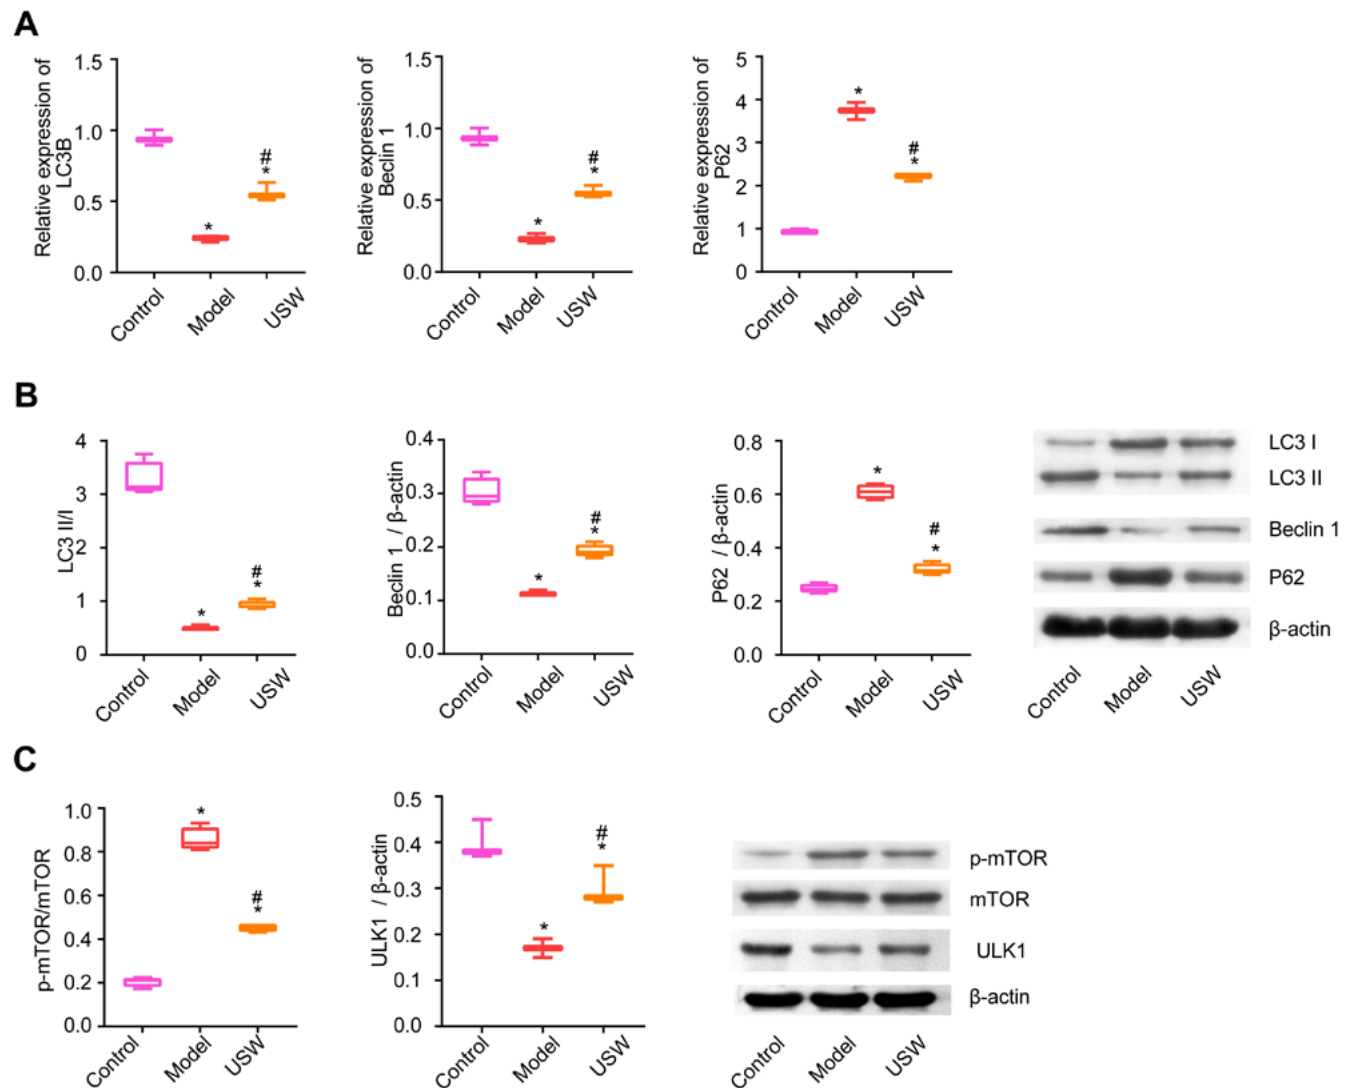 A
Relative expression of
LC3B
1.5
1.0
0.5
0.0
*
#
*
Control
Model
USW
Relative expression of
Beclin 1
1.5
1.0
0.5
0.0
*
#
*
Control
Model
USW
Relative expression of
P62
5
4
3
2
1
0
*
#
*
Control
Model
USW
B
LC3 II/I
4
3
2
1
0
*
#
*
Control
Model
USW
Beclin 1 / β-actin
0.4
0.3
0.2
0.1
0.0
*
#
*
Control
Model
USW
P62 / β-actin
0.8
0.6
0.4
0.2
0.0
*
#
*
Control
Model
USW
LC3 I
LC3 II
Beclin 1
P62
β-actin
Control
Model
USW
C
p-mTOR/mTOR
1.0
0.8
0.6
0.4
0.2
0.0
*
#
*
Control
Model
USW
ULK1 / β-actin
0.5
0.4
0.3
0.2
0.1
0.0
*
#
*
Control
Model
USW
p-mTOR
mTOR
ULK1
β-actin
Control
Model
USW